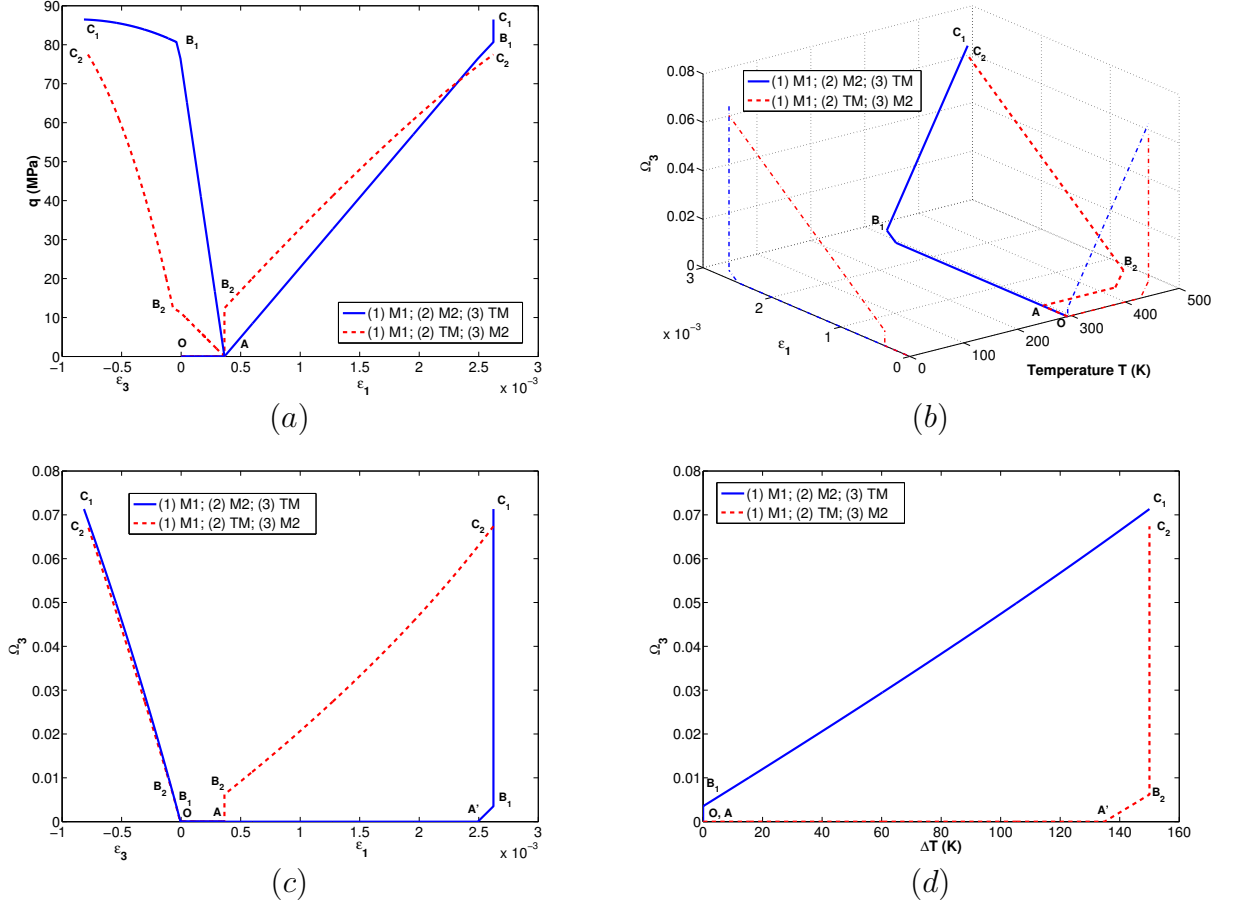 C₁
C₂
B₁
B₂
O
A
B₂
C₁
B₁
C₂
q (MPa)
90
80
70
60
50
40
30
20
10
0
(1) M1; (2) M2; (3) TM
(1) M1; (2) TM; (3) M2
-1 -0.5 0 0.5 1 1.5 2 2.5 3
ε₃ ε₁ x 10⁻³
(a)
C₁
C₂
(1) M1; (2) M2; (3) TM
(1) M1; (2) TM; (3) M2
Ω₃
0.08
0.06
0.04
0.02
0
B₁
B₂
A
O
3
2
1
0
x 10⁻³
ε₁
0 100 200 300 400 500
Temperature T (K)
(b)
0.08
0.07
0.06
0.05
0.04
0.03
0.02
0.01
0
Ω₃
(1) M1; (2) M2; (3) TM
(1) M1; (2) TM; (3) M2
C₁
C₂
B₂
B₁
O
A
B₂
A'
B₁
C₁
C₂
-1 -0.5 0 0.5 1 1.5 2 2.5 3
ε₃ ε₁ x 10⁻³
(c)
0.08
0.07
0.06
0.05
0.04
0.03
0.02
0.01
0
Ω₃
(1) M1; (2) M2; (3) TM
(1) M1; (2) TM; (3) M2
C₁
C₂
B₁
O, A
A'
B₂
0 20 40 60 80 100 120 140 160
ΔT (K)
(d)